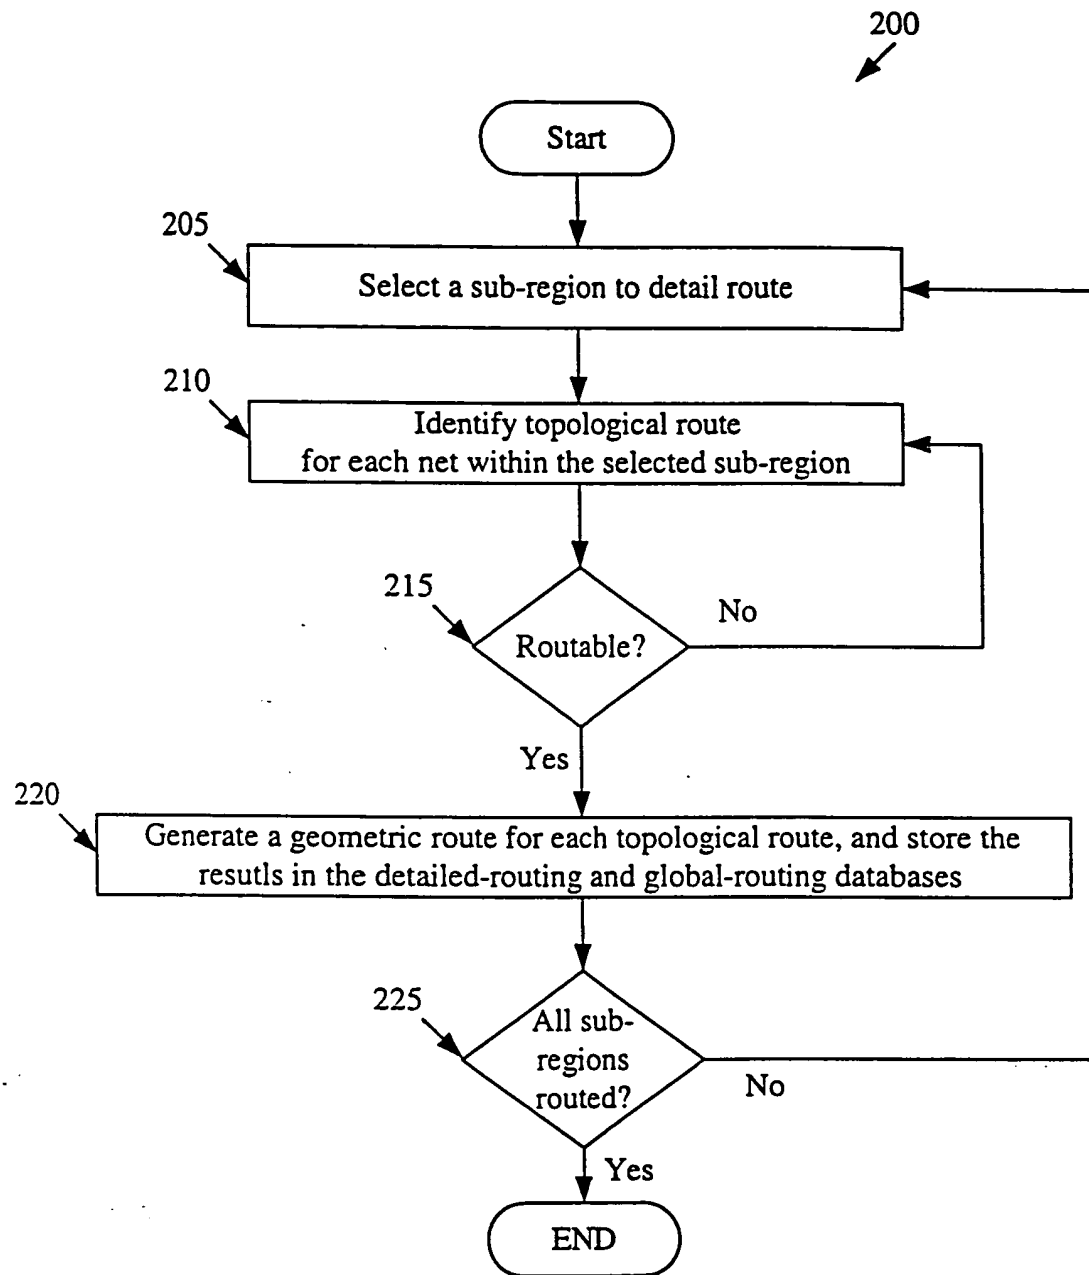 200
Start
205
Select a sub-region to detail route
210
Identify topological route
for each net within the selected sub-region
215
Routable?
No
Yes
220
Generate a geometric route for each topological route, and store the
resutls in the detailed-routing and global-routing databases
225
All sub-
regions
routed?
No
Yes
END